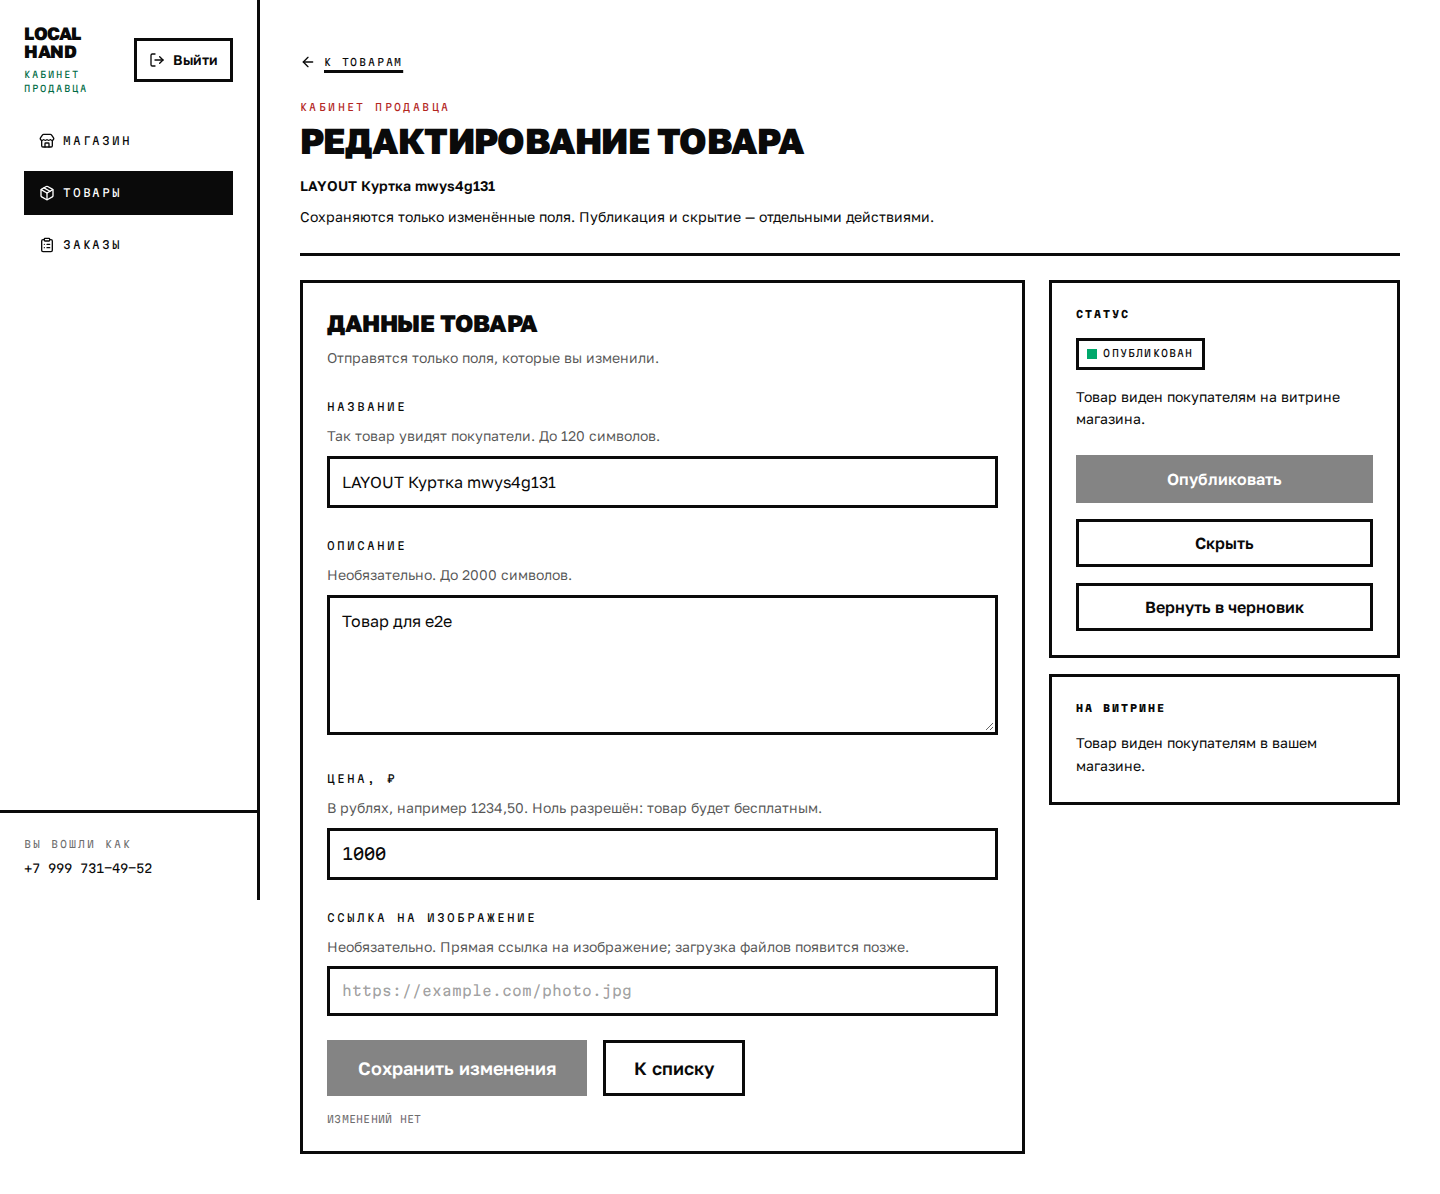 LOCAL
HAND
КАБИНЕТ
ПРОДАВЦА
Выйти
МАГАЗИН
ТОВАРЫ
ЗАКАЗЫ
ВЫ ВОШЛИ КАК
+7 999 731-49-52
К ТОВАРАМ
КАБИНЕТ ПРОДАВЦА
РЕДАКТИРОВАНИЕ ТОВАРА
LAYOUT Куртка mwys4g131
Сохраняются только изменённые поля. Публикация и скрытие — отдельными действиями.
ДАННЫЕ ТОВАРА
Отправятся только поля, которые вы изменили.
НАЗВАНИЕ
Так товар увидят покупатели. До 120 символов.
LAYOUT Куртка mwys4g131
ОПИСАНИЕ
Необязательно. До 2000 символов.
Товар для e2e
ЦЕНА, ₽
В рублях, например 1234,50. Ноль разрешён: товар будет бесплатным.
1000
ССЫЛКА НА ИЗОБРАЖЕНИЕ
Необязательно. Прямая ссылка на изображение; загрузка файлов появится позже.
https://example.com/photo.jpg
Сохранить изменения
К списку
ИЗМЕНЕНИЙ НЕТ
СТАТУС
ОПУБЛИКОВАН
Товар виден покупателям на витрине
магазина.
Опубликовать
Скрыть
Вернуть в черновик
НА ВИТРИНЕ
Товар виден покупателям в вашем
магазине.